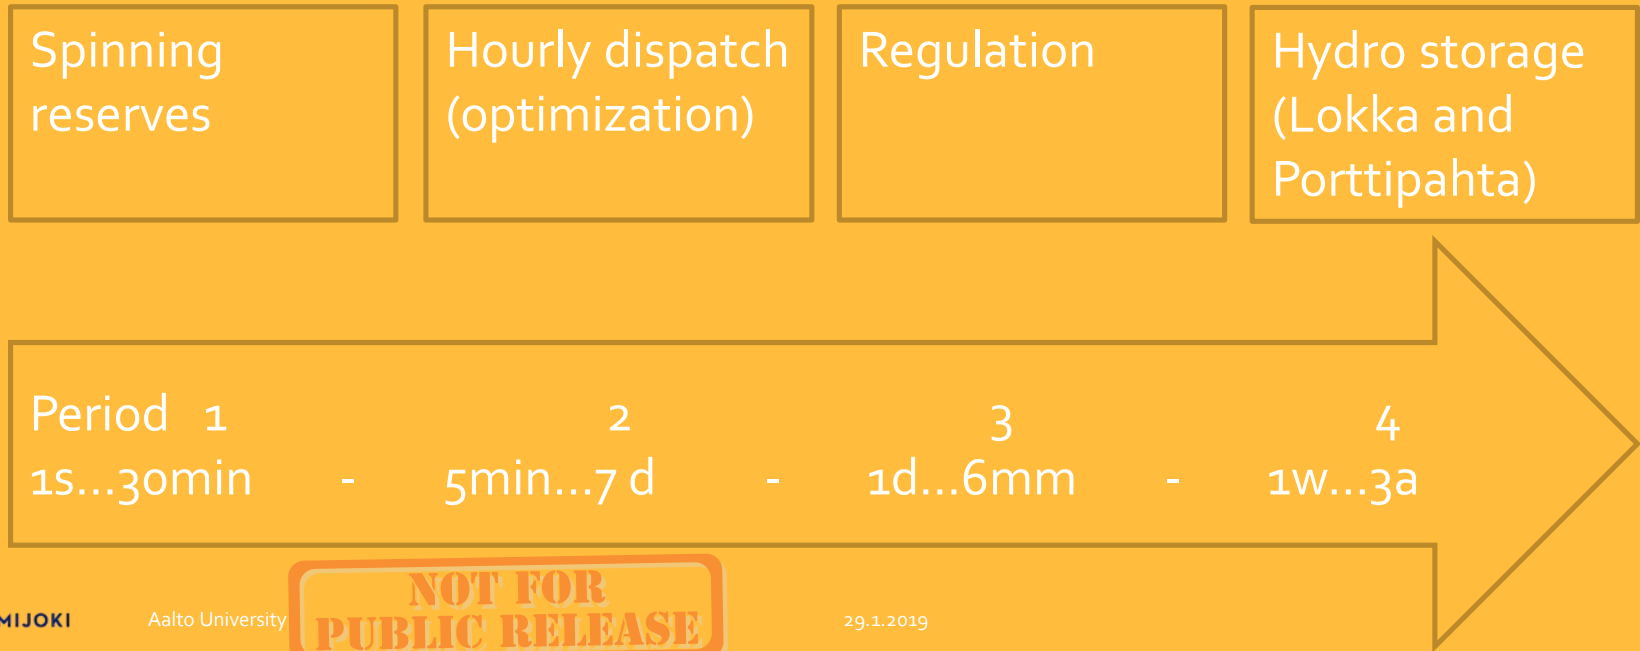 Spinning
reserves
Hourly dispatch
(optimization)
Regulation
Hydro storage
(Lokka and
Porttipahta)
Period 1 2 3 4
1s...30min - 5min...7 d - 1d...6mm - 1w...3a
MIJOKI Aalto University 29.1.2019
NOT FOR
PUBLIC RELEASE